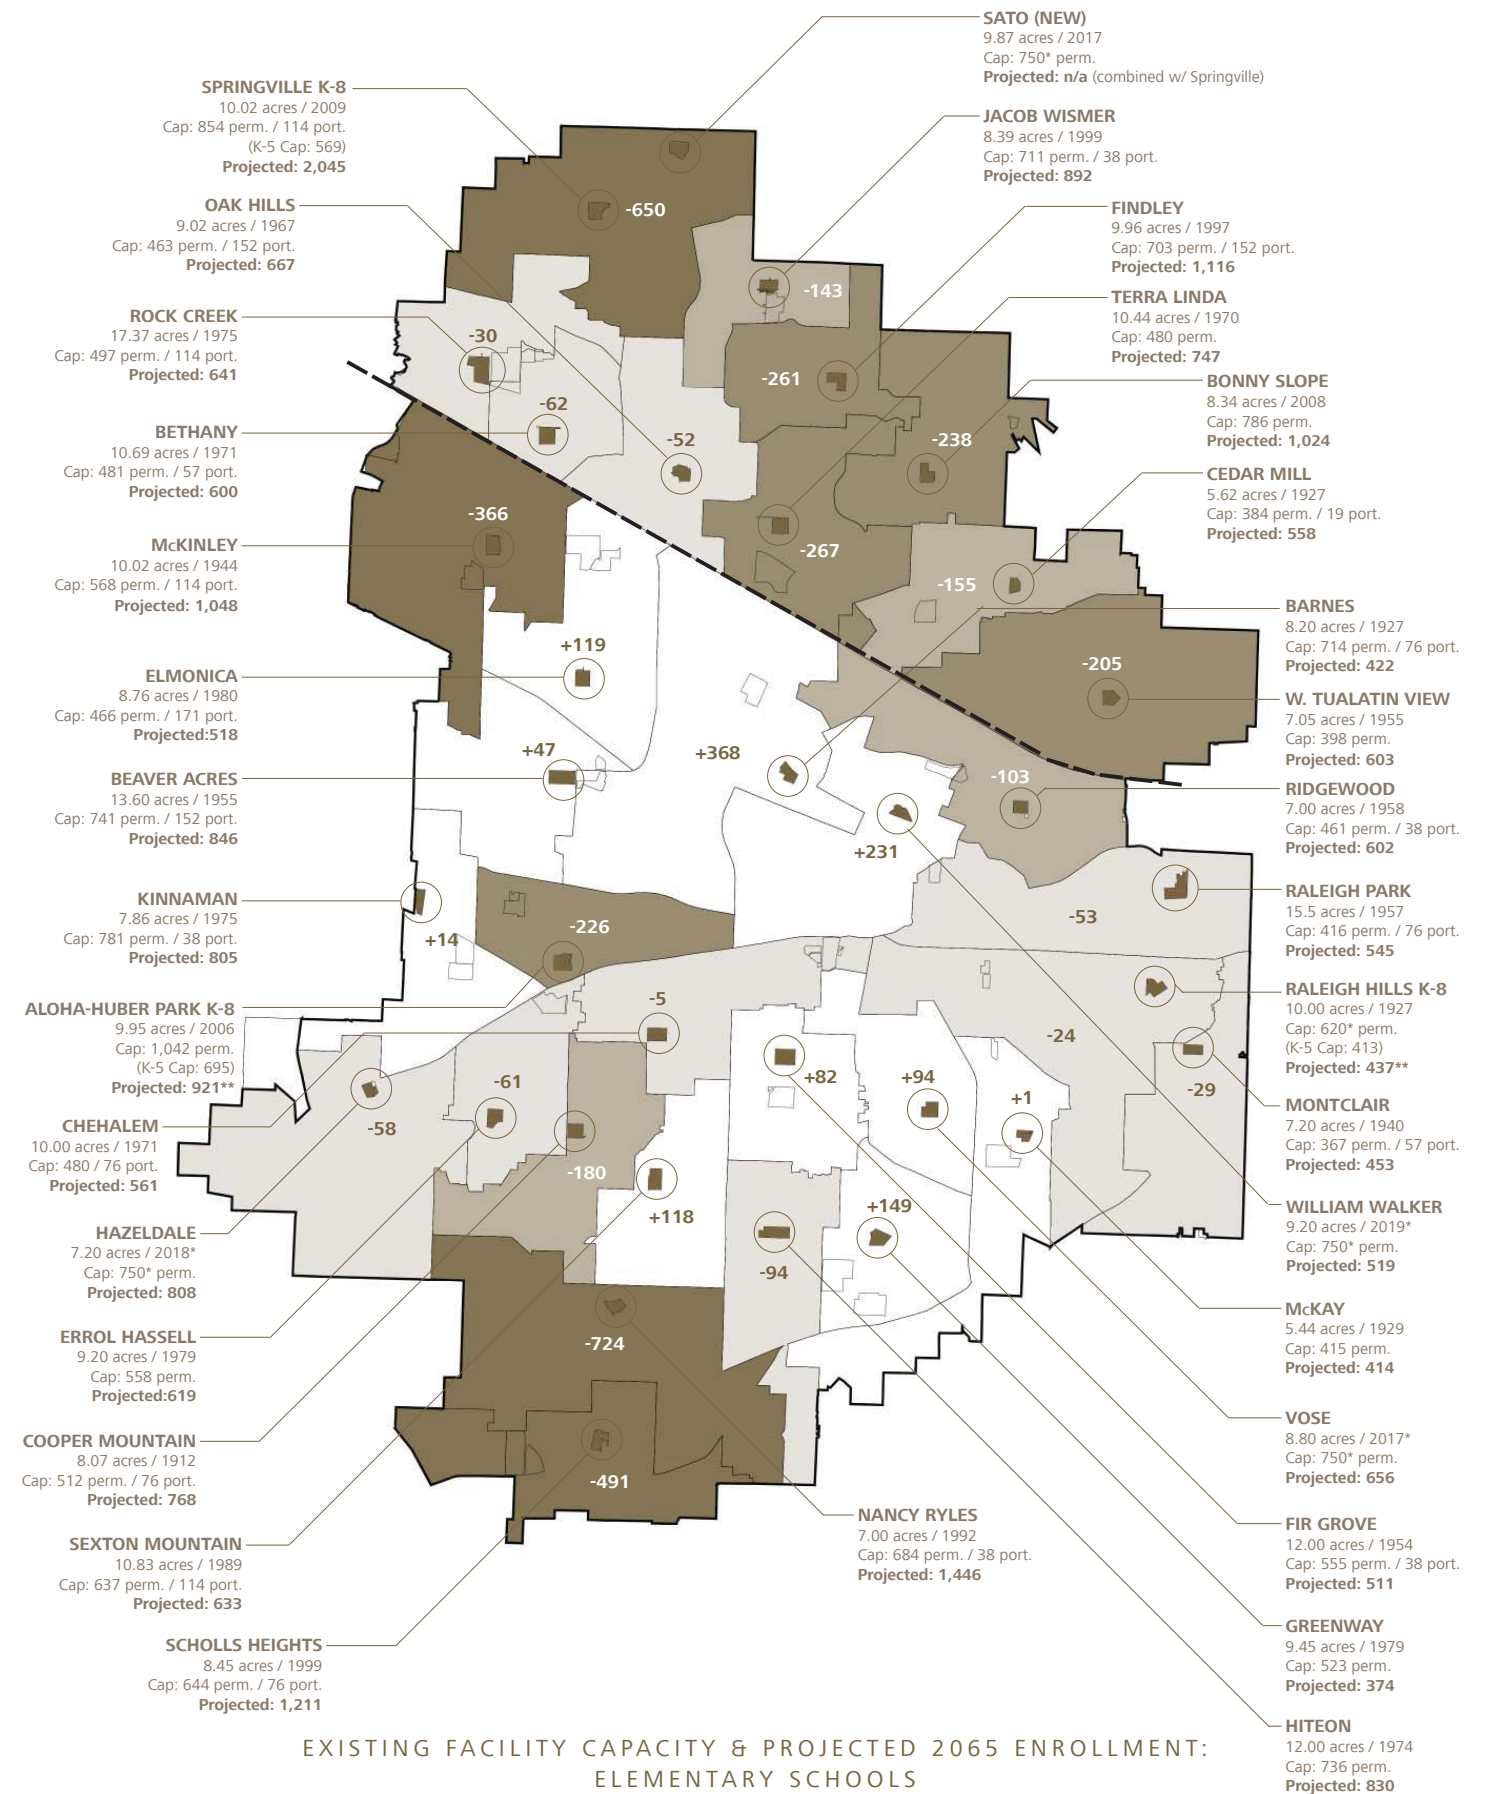 SATO (NEW)
9.87 acres / 2017
Cap: 750* perm.
Projected: n/a (combined w/ Springville)
SPRINGVILLE K-8
10.02 acres / 2009
Cap: 854 perm. / 114 port.
(K-5 Cap: 569)
Projected: 2,045
JACOB WISMER
8.39 acres / 1999
Cap: 711 perm. / 38 port.
Projected: 892
OAK HILLS
9.02 acres / 1967
Cap: 463 perm. / 152 port.
Projected: 667
FINDLEY
9.96 acres / 1997
Cap: 703 perm. / 152 port.
Projected: 1,116
TERRA LINDA
10.44 acres / 1970
Cap: 480 perm.
Projected: 747
ROCK CREEK
17.37 acres / 1975
Cap: 497 perm. / 114 port.
Projected: 641
BONNY SLOPE
8.34 acres / 2008
Cap: 786 perm.
Projected: 1,024
BETHANY
10.69 acres / 1971
Cap: 481 perm. / 57 port.
Projected: 600
CEDAR MILL
5.62 acres / 1927
Cap: 384 perm. / 19 port.
Projected: 558
McKINLEY
10.02 acres / 1944
Cap: 568 perm. / 114 port.
Projected: 1,048
BARNES
8.20 acres / 1927
Cap: 714 perm. / 76 port.
Projected: 422
ELMONICA
8.76 acres / 1980
Cap: 466 perm. / 171 port.
Projected:518
W. TUALATIN VIEW
7.05 acres / 1955
Cap: 398 perm.
Projected: 603
BEAVER ACRES
13.60 acres / 1955
Cap: 741 perm. / 152 port.
Projected: 846
RIDGEWOOD
7.00 acres / 1958
Cap: 461 perm. / 38 port.
Projected: 602
KINNAMAN
7.86 acres / 1975
Cap: 781 perm. / 38 port.
Projected: 805
RALEIGH PARK
15.5 acres / 1957
Cap: 416 perm. / 76 port.
Projected: 545
ALOHA-HUBER PARK K-8
9.95 acres / 2006
Cap: 1,042 perm.
(K-5 Cap: 695)
Projected: 921**
RALEIGH HILLS K-8
10.00 acres / 1927
Cap: 620* perm.
(K-5 Cap: 413)
Projected: 437**
CHEHALEM
10.00 acres / 1971
Cap: 480 / 76 port.
Projected: 561
MONTCLAIR
7.20 acres / 1940
Cap: 367 perm. / 57 port.
Projected: 453
HAZELDALE
7.20 acres / 2018*
Cap: 750* perm.
Projected: 808
WILLIAM WALKER
9.20 acres / 2019*
Cap: 750* perm.
Projected: 519
ERROL HASSELL
9.20 acres / 1979
Cap: 558 perm.
Projected:619
McKAY
5.44 acres / 1929
Cap: 415 perm.
Projected: 414
COOPER MOUNTAIN
8.07 acres / 1912
Cap: 512 perm. / 76 port.
Projected: 768
VOSE
8.80 acres / 2017*
Cap: 750* perm.
Projected: 656
SEXTON MOUNTAIN
10.83 acres / 1989
Cap: 637 perm. / 114 port.
Projected: 633
NANCY RYLES
7.00 acres / 1992
Cap: 684 perm. / 38 port.
Projected: 1,446
FIR GROVE
12.00 acres / 1954
Cap: 555 perm. / 38 port.
Projected: 511
SCHOLLS HEIGHTS
8.45 acres / 1999
Cap: 644 perm. / 76 port.
Projected: 1,211
GREENWAY
9.45 acres / 1979
Cap: 523 perm.
Projected: 374
HITEON
12.00 acres / 1974
Cap: 736 perm.
Projected: 830
-650
-143
-30
-261
-62
-52
-238
-366
-267
-155
+119
-205
+47
+368
-103
+231
-226
+14
-53
-5
-24
-61
+82
+94
+1
-29
-58
-180
+118
+149
-94
-724
-491
EXISTING FACILITY CAPACITY & PROJECTED 2065 ENROLLMENT:
ELEMENTARY SCHOOLS